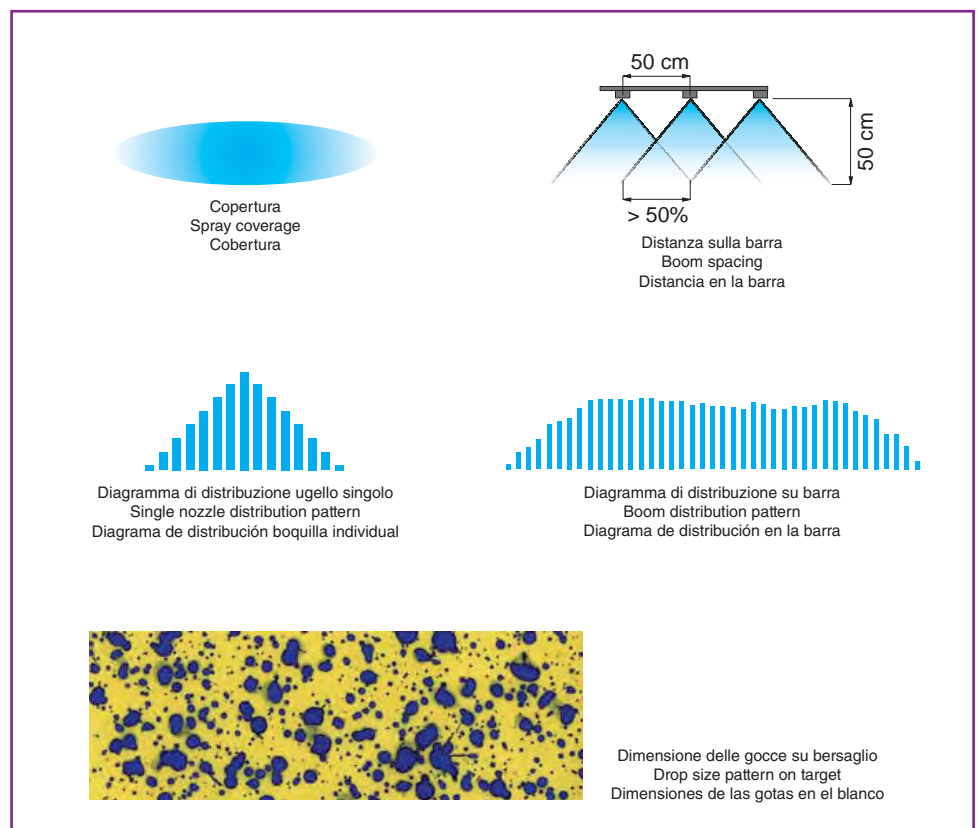 50 cm
50 cm
> 50%
Copertura
Spray coverage
Cobertura
Distanza sulla barra
Boom spacing
Distancia en la barra
Diagramma di distribuzione ugello singolo
Single nozzle distribution pattern
Diagrama de distribución boquilla individual
Diagramma di distribuzione su barra
Boom distribution pattern
Diagrama de distribución en la barra
Dimensione delle gocce su bersaglio
Drop size pattern on target
Dimensiones de las gotas en el blanco